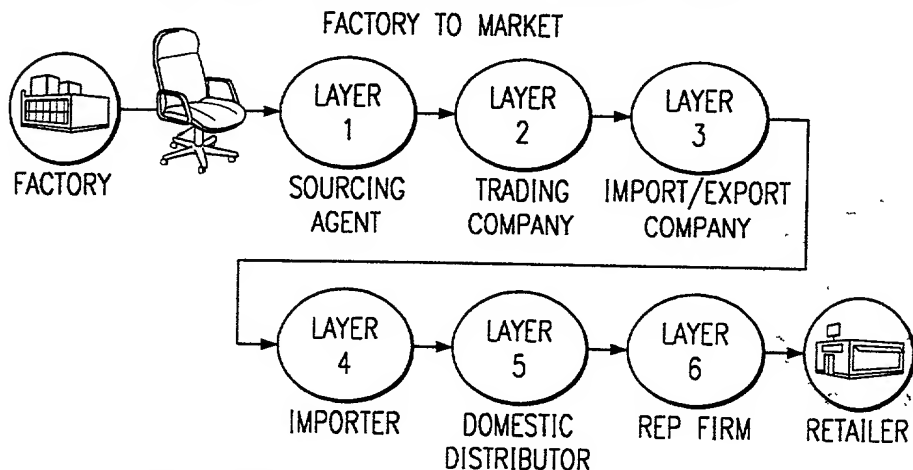 FACTORY TO MARKET
FACTORY
LAYER
1
SOURCING
AGENT
LAYER
2
TRADING
COMPANY
LAYER
3
IMPORT/EXPORT
COMPANY
LAYER
4
IMPORTER
LAYER
5
DOMESTIC
DISTRIBUTOR
LAYER
6
REP FIRM
RETAILER